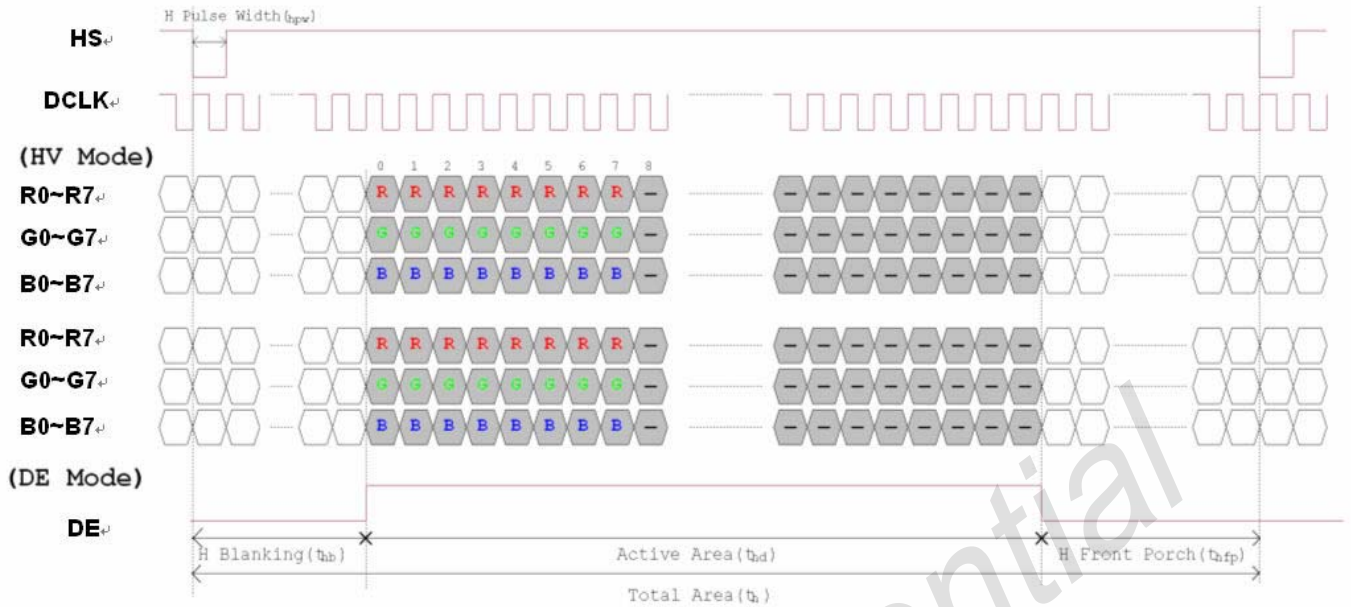 H Pulse Width(thpw)
HS
DCLK
(HV Mode)
0 1 2 3 4 5 6 7 8
R0~R7 R R R R R R R R – – – – – – – – –
G0~G7 G G G G G G G G – – – – – – – – –
B0~B7 B B B B B B B B – – – – – – – – –
R0~R7 R R R R R R R R – – – – – – – – –
G0~G7 G G G G G G G G – – – – – – – – –
B0~B7 B B B B B B B B – – – – – – – – –
(DE Mode)
DE
H Blanking(thb) Active Area(thd) H Front Porch(thfp)
Total Area(th)
ential